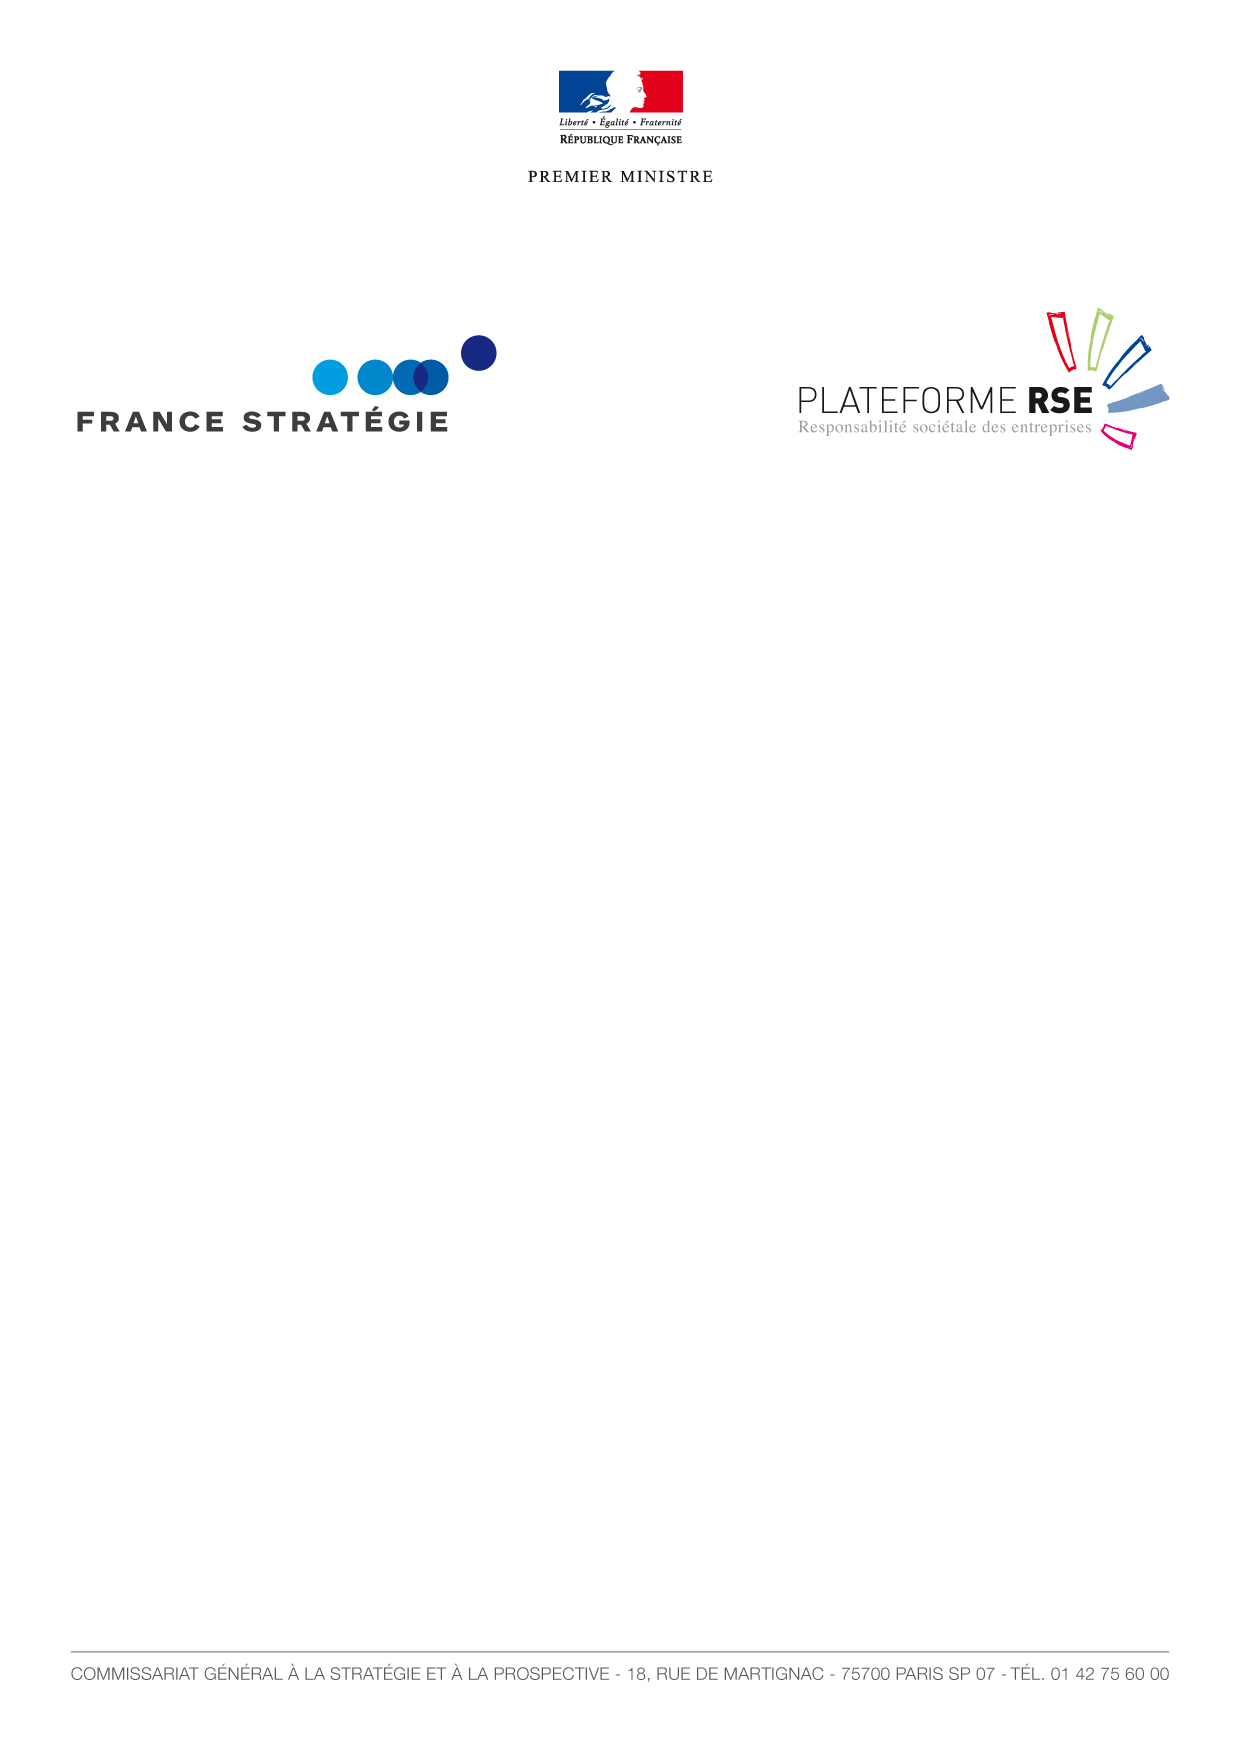 Liberté • Égalité • Fraternité
RÉPUBLIQUE FRANÇAISE
PREMIER MINISTRE
FRANCE STRATÉGIE
PLATEFORME RSE
Responsabilité sociétale des entreprises
COMMISSARIAT GÉNÉRAL À LA STRATÉGIE ET À LA PROSPECTIVE - 18, RUE DE MARTIGNAC - 75700 PARIS SP 07 - TÉL. 01 42 75 60 00